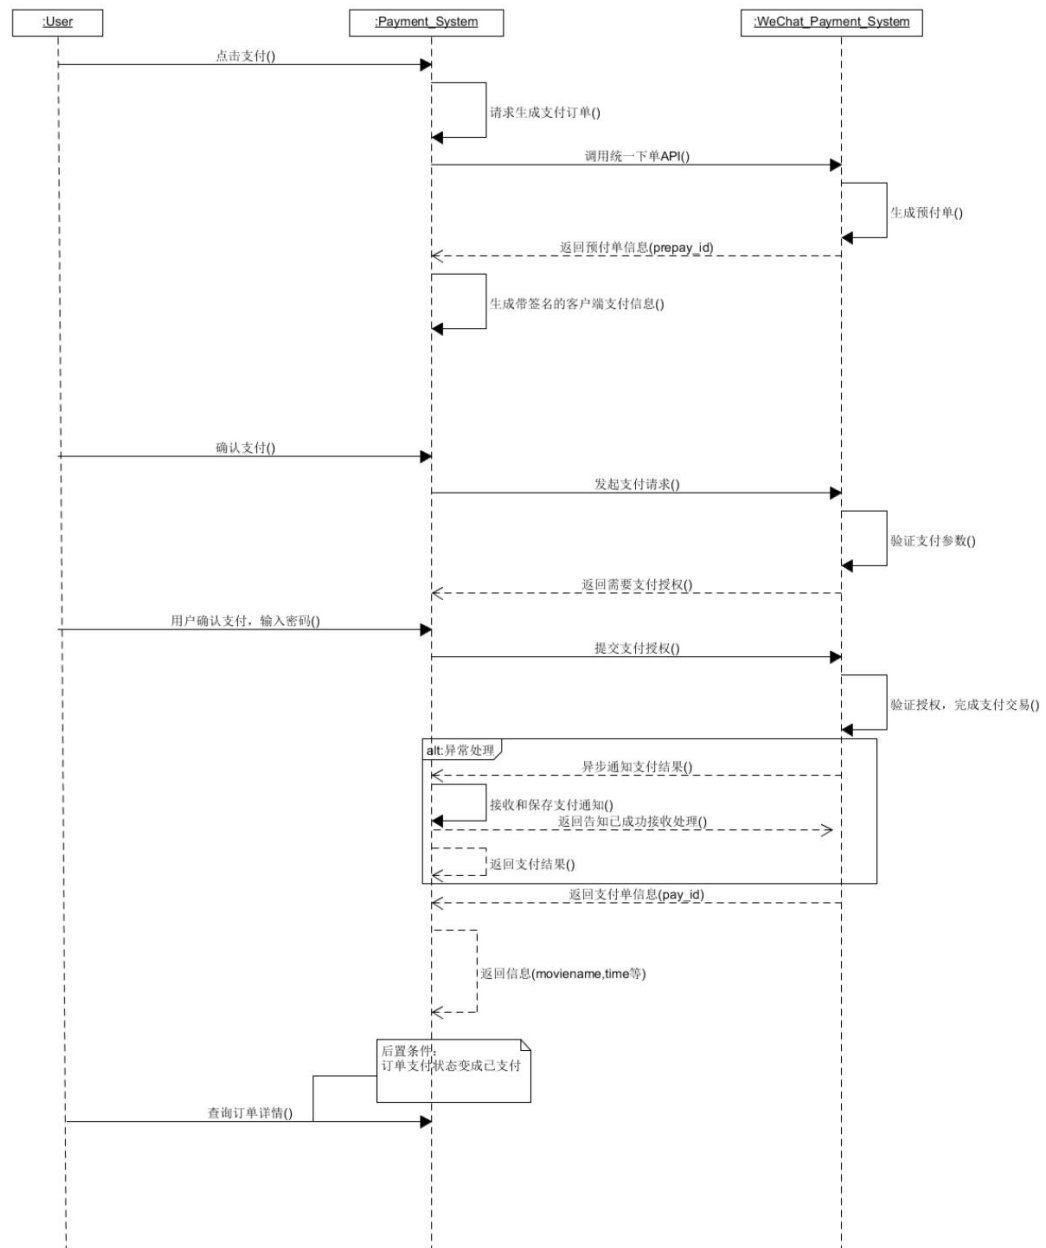 :User
:Payment_System
:WeChat_Payment_System
点击支付()
请求生成支付订单()
调用统一下单API()
生成预付单()
返回预付单信息(prepay_id)
生成带签名的客户端支付信息()
确认支付()
发起支付请求()
验证支付参数()
返回需要支付授权()
用户确认支付，输入密码()
提交支付授权()
验证授权，完成支付交易()
alt:异常处理
异步通知支付结果()
接收和保存支付通知()
返回告知已成功接收处理()
返回支付结果()
返回支付单信息(pay_id)
返回信息(moviename,time等)
后置条件：
订单支付状态变成已支付
查询订单详情()